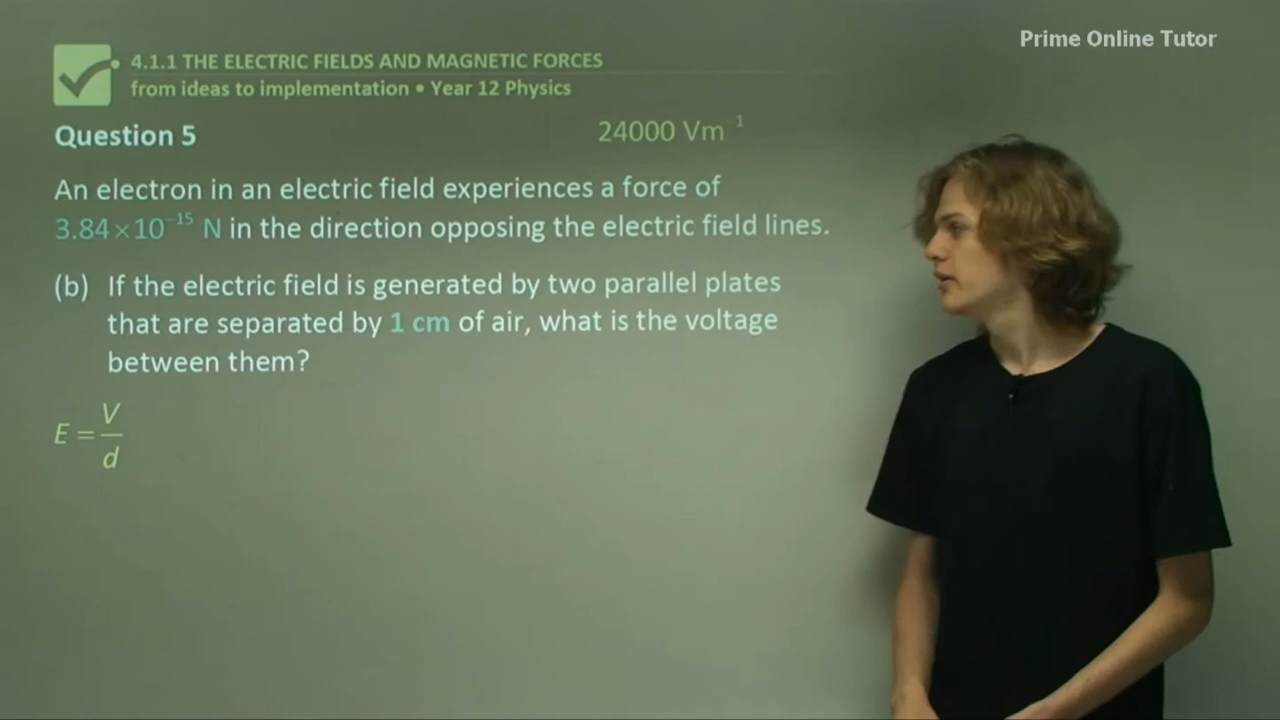 Prime Online Tutor
4.1.1 THE ELECTRIC FIELDS AND MAGNETIC FORCES
from ideas to implementation • Year 12 Physics
Question 5
24000 Vm⁻¹
An electron in an electric field experiences a force of
3.84×10⁻¹⁵ N in the direction opposing the electric field lines.
(b) If the electric field is generated by two parallel plates
that are separated by 1 cm of air, what is the voltage
between them?
E = V/d